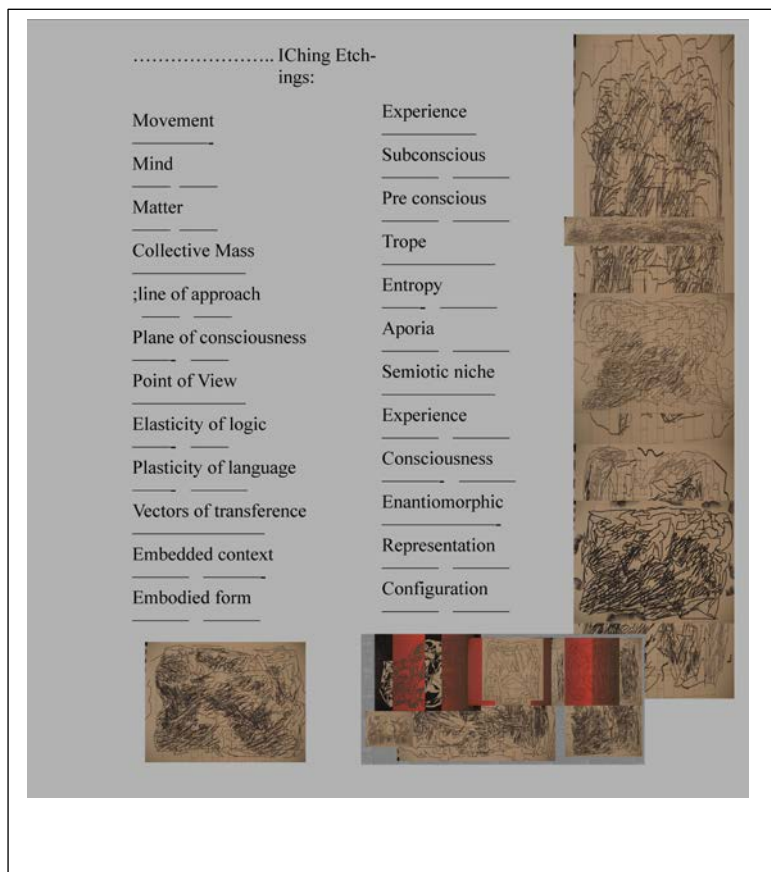 …………………….. IChing Etch-
ings:
Movement
Mind
Matter
Collective Mass
;line of approach
Plane of consciousness
Point of View
Elasticity of logic
Plasticity of language
Vectors of transference
Embedded context
Embodied form
Experience
Subconscious
Pre conscious
Trope
Entropy
Aporia
Semiotic niche
Experience
Consciousness
Enantiomorphic
Representation
Configuration